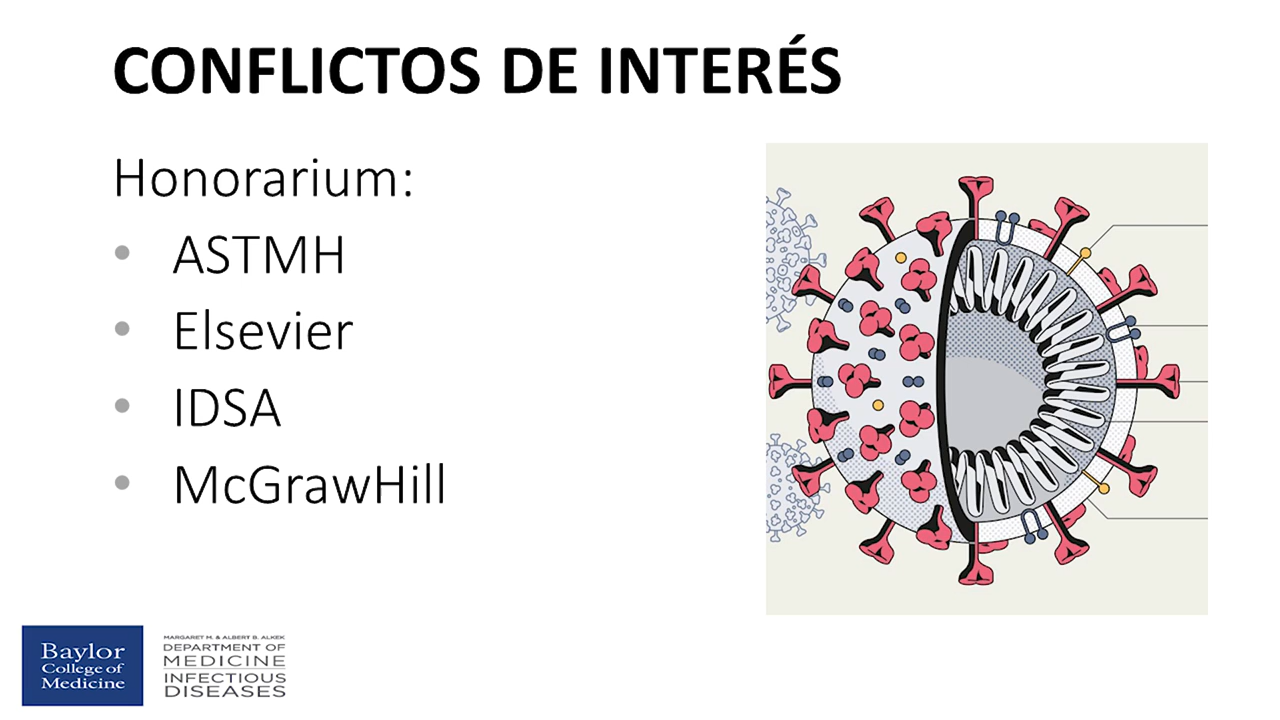 CONFLICTOS DE INTERÉS
Honorarium:
• ASTMH
• Elsevier
• IDSA
• McGrawHill
Baylor
College of
Medicine
MARGARET M. & ALBERT B. ALKEK
DEPARTMENT OF
MEDICINE
INFECTIOUS
DISEASES